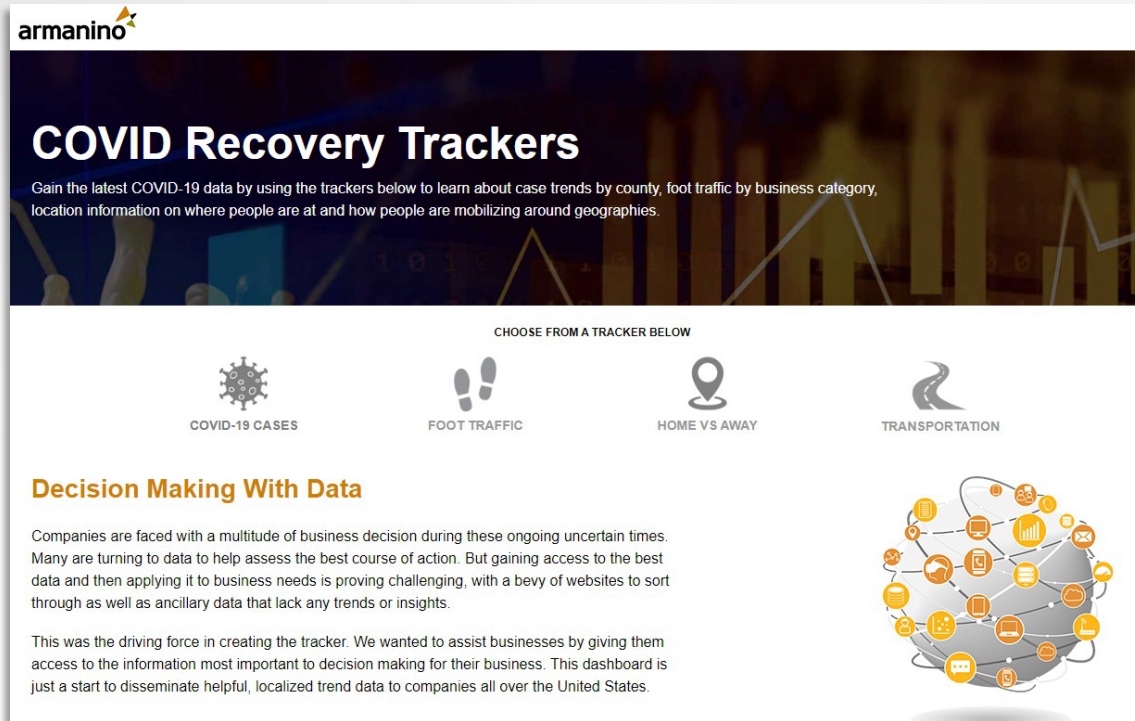 armanino
COVID Recovery Trackers
Gain the latest COVID-19 data by using the trackers below to learn about case trends by county, foot traffic by business category,
location information on where people are at and how people are mobilizing around geographies.
CHOOSE FROM A TRACKER BELOW
COVID-19 CASES
FOOT TRAFFIC
HOME VS AWAY
TRANSPORTATION
Decision Making With Data
Companies are faced with a multitude of business decision during these ongoing uncertain times.
Many are turning to data to help assess the best course of action. But gaining access to the best
data and then applying it to business needs is proving challenging, with a bevy of websites to sort
through as well as ancillary data that lack any trends or insights.
This was the driving force in creating the tracker. We wanted to assist businesses by giving them
access to the information most important to decision making for their business. This dashboard is
just a start to disseminate helpful, localized trend data to companies all over the United States.